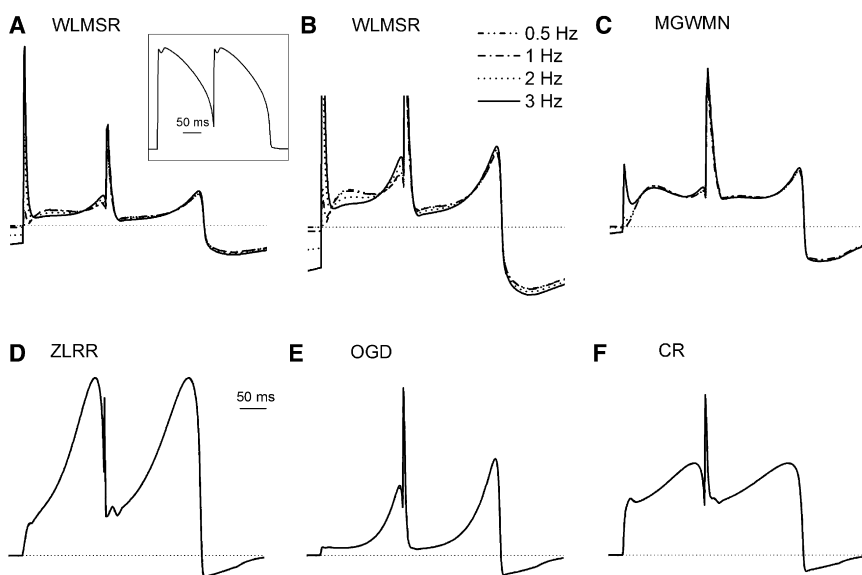 A WLMSR
50 ms
B WLMSR
0.5 Hz
1 Hz
2 Hz
3 Hz
C MGWMN
D ZLRR
50 ms
E OGD
F CR